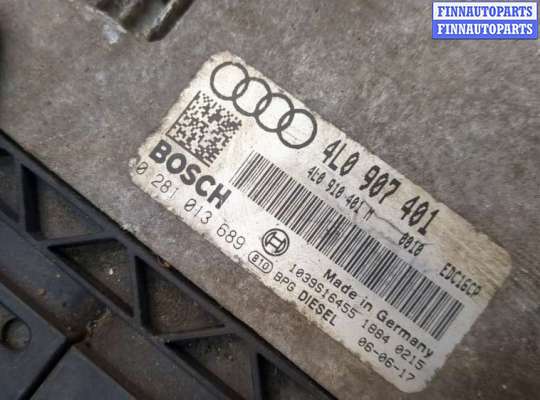 FINNAUTOPARTS
FINNAUTOPARTS
4L0 907 401
4L0 910 401 M 0010
EDC16CP
BOSCH
0 281 013 689
BPG DIESEL
Made in Germany
1039S16455 1884 0215
06-06-17